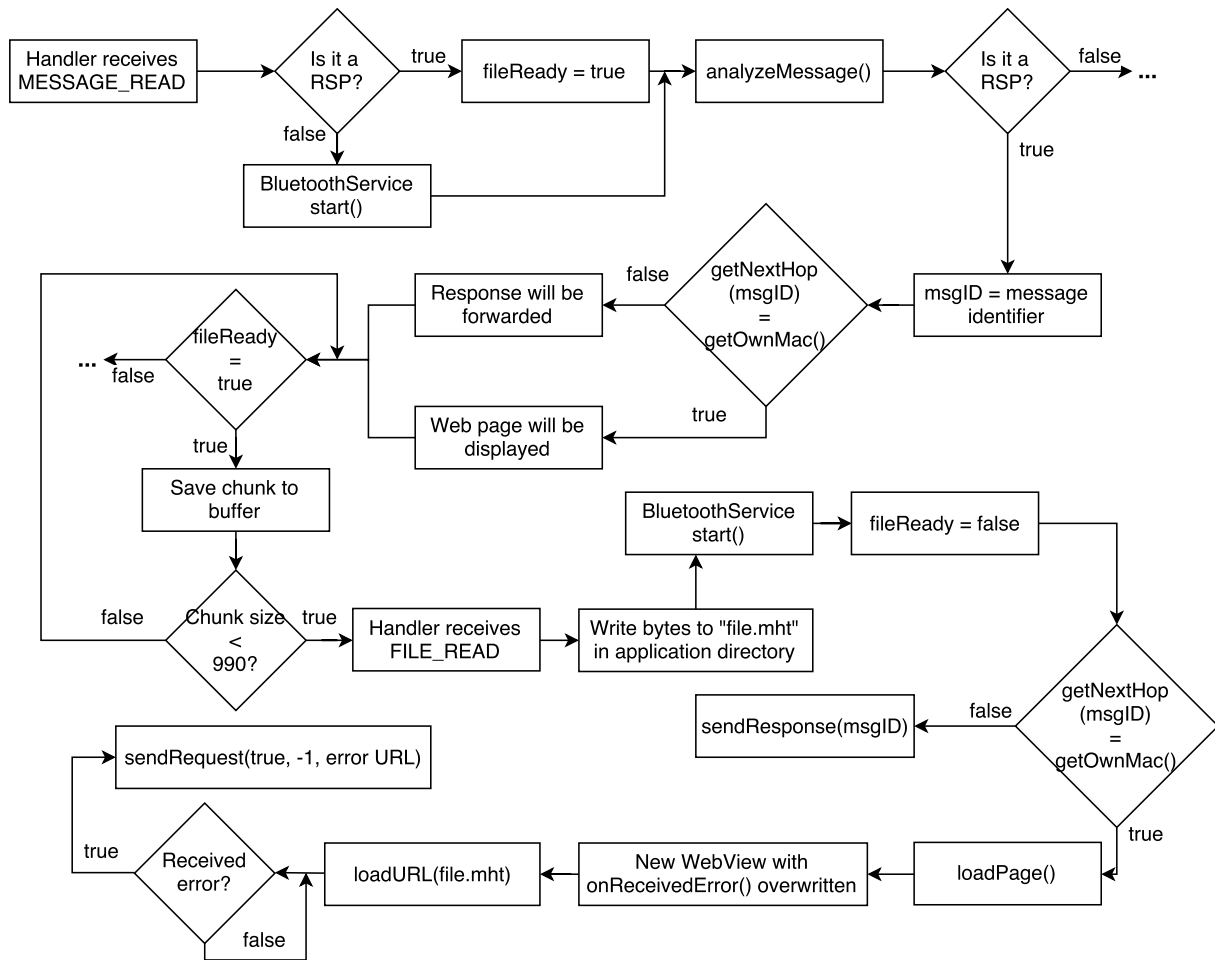 Handler receives
MESSAGE_READ
Is it a
RSP?
true
fileReady = true
analyzeMessage()
Is it a
RSP?
false
...
false
true
BluetoothService
start()
getNextHop
(msgID)
=
getOwnMac()
false
Response will be
forwarded
msgID = message
identifier
fileReady
=
true
...
false
true
true
Web page will be
displayed
Save chunk to
buffer
BluetoothService
start()
fileReady = false
false
Chunk size
<
990?
true
Handler receives
FILE_READ
Write bytes to "file.mht"
in application directory
getNextHop
(msgID)
=
getOwnMac()
false
sendResponse(msgID)
true
sendRequest(true, -1, error URL)
true
Received
error?
false
loadURL(file.mht)
New WebView with
onReceivedError() overwritten
loadPage()